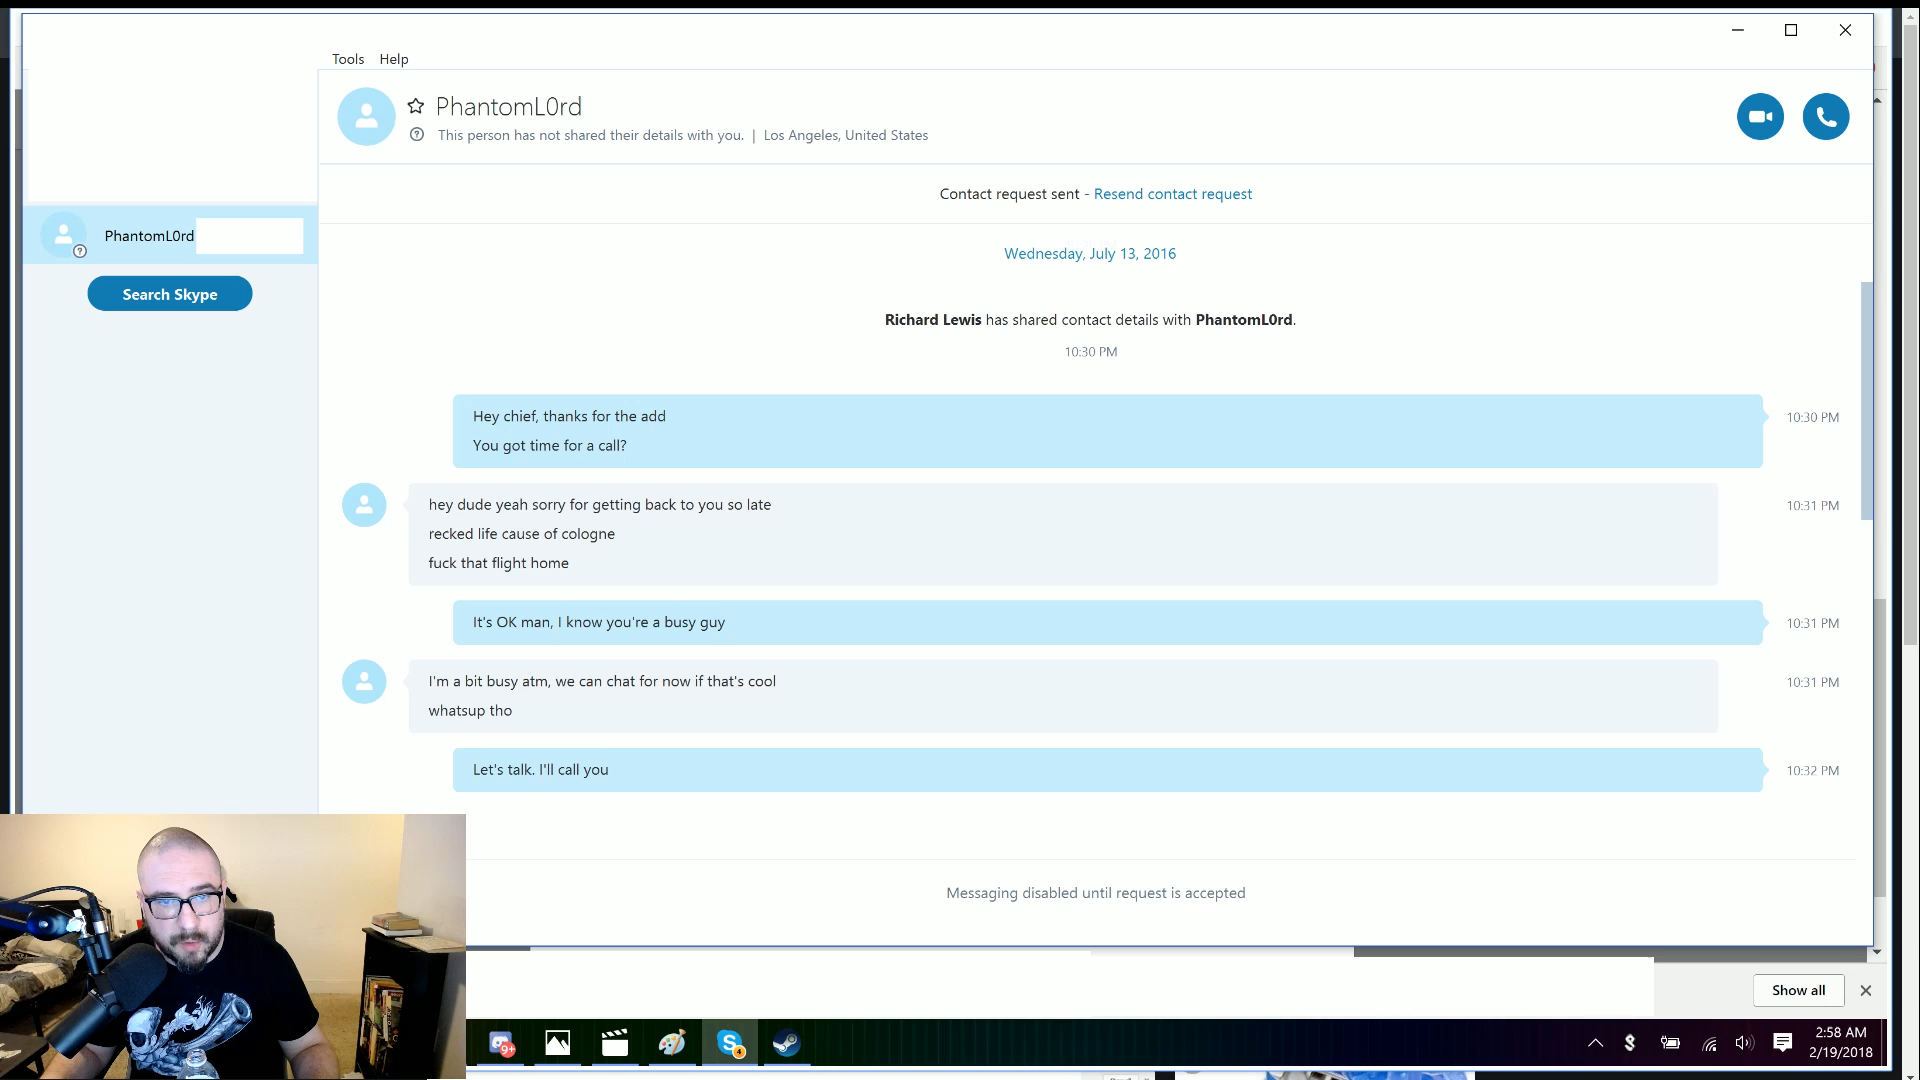 Tools Help
PhantomL0rd
This person has not shared their details with you. | Los Angeles, United States
Contact request sent - Resend contact request
PhantomL0rd
Search Skype
Wednesday, July 13, 2016
Richard Lewis has shared contact details with PhantomL0rd.
10:30 PM
Hey chief, thanks for the add
10:30 PM
You got time for a call?
hey dude yeah sorry for getting back to you so late
10:31 PM
recked life cause of cologne
fuck that flight home
It's OK man, I know you're a busy guy
10:31 PM
I'm a bit busy atm, we can chat for now if that's cool
10:31 PM
whatsup tho
Let's talk. I'll call you
10:32 PM
Messaging disabled until request is accepted
Show all
9+
4
2:58 AM
2/19/2018